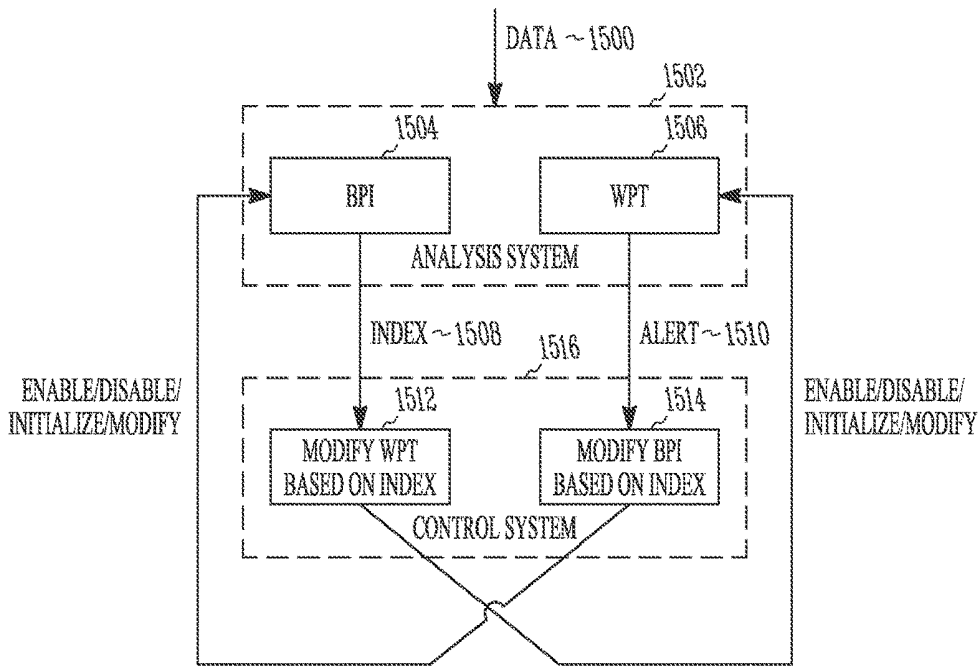 DATA ~ 1500
1502
1504
1506
BPI
WPT
ANALYSIS SYSTEM
INDEX ~ 1508
ALERT ~ 1510
1516
ENABLE/DISABLE/
INITIALIZE/MODIFY
ENABLE/DISABLE/
INITIALIZE/MODIFY
1512
1514
MODIFY WPT
BASED ON INDEX
MODIFY BPI
BASED ON INDEX
CONTROL SYSTEM